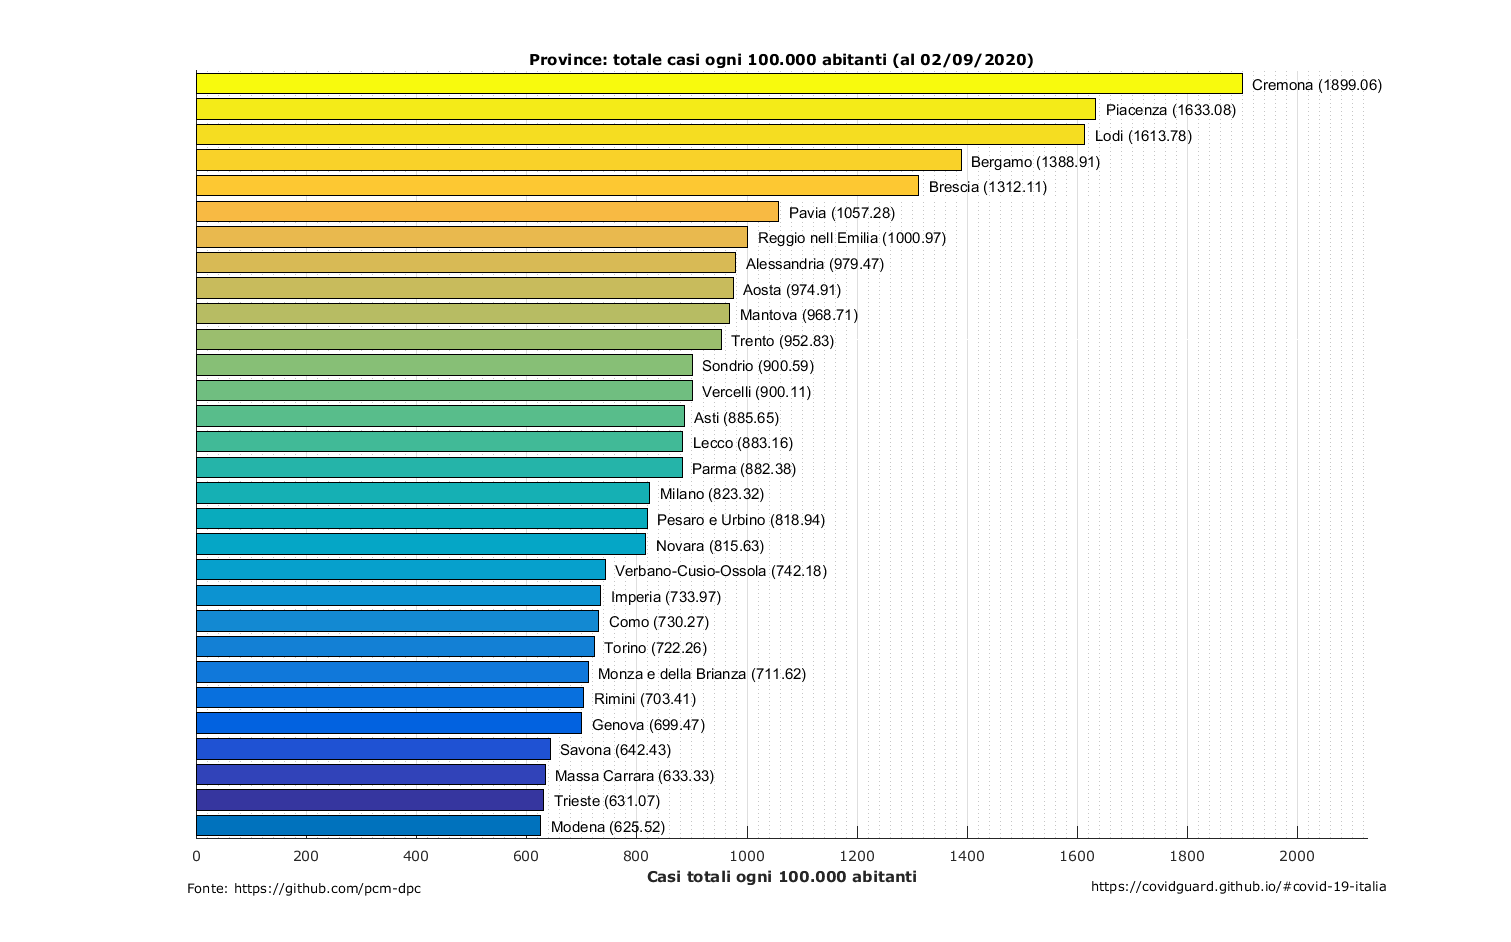 Province: totale casi ogni 100.000 abitanti (al 02/09/2020)
Cremona (1899.06)
Piacenza (1633.08)
Lodi (1613.78)
Bergamo (1388.91)
Brescia (1312.11)
Pavia (1057.28)
Reggio nell Emilia (1000.97)
Alessandria (979.47)
Aosta (974.91)
Mantova (968.71)
Trento (952.83)
Sondrio (900.59)
Vercelli (900.11)
Asti (885.65)
Lecco (883.16)
Parma (882.38)
Milano (823.32)
Pesaro e Urbino (818.94)
Novara (815.63)
Verbano-Cusio-Ossola (742.18)
Imperia (733.97)
Como (730.27)
Torino (722.26)
Monza e della Brianza (711.62)
Rimini (703.41)
Genova (699.47)
Savona (642.43)
Massa Carrara (633.33)
Trieste (631.07)
Modena (625.52)
0 200 400 600 800 1000 1200 1400 1600 1800 2000
Casi totali ogni 100.000 abitanti
Fonte: https://github.com/pcm-dpc
https://covidguard.github.io/#covid-19-italia